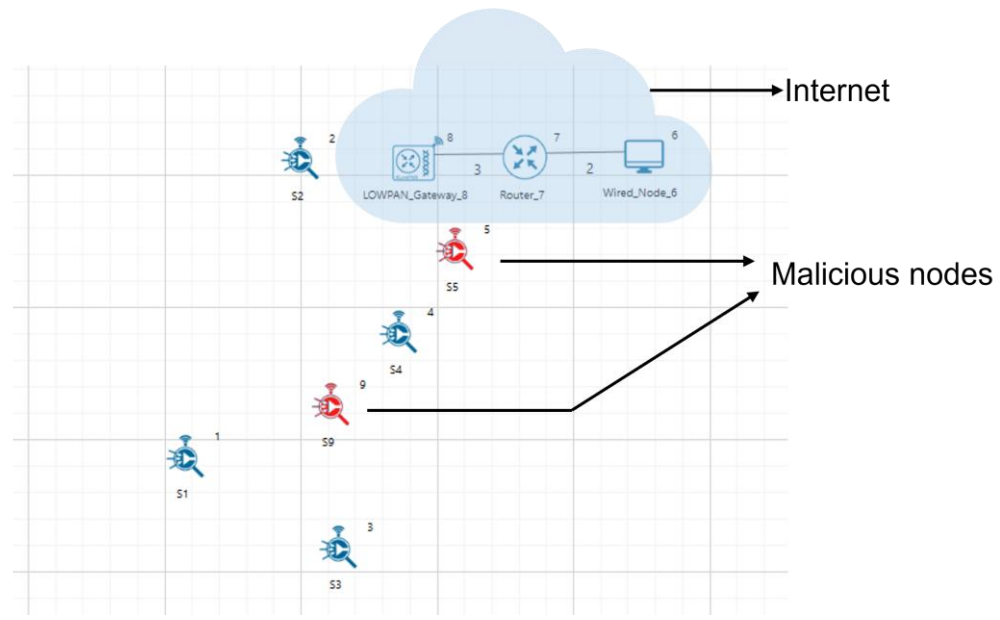 Internet
2
8
7
6
3
2
S2
LOWPAN_Gateway_8
Router_7
Wired_Node_6
5
S5
Malicious nodes
4
S4
9
S9
1
S1
3
S3